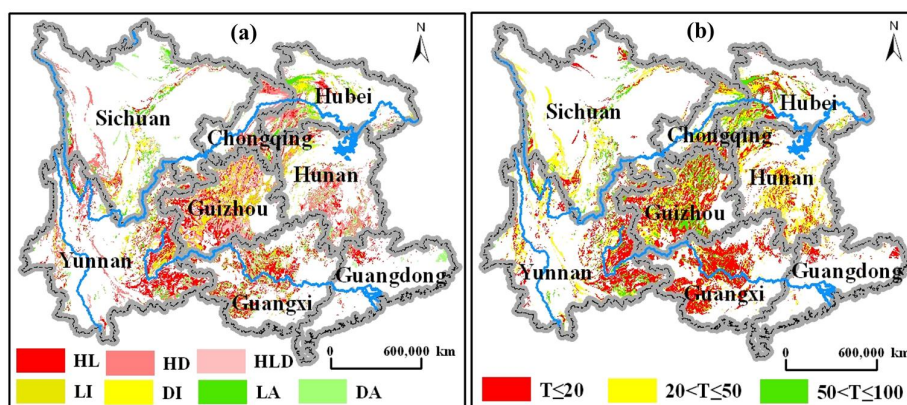 (a)
N
Sichuan
Hubei
Chongqing
Hunan
Guizhou
Yunnan
Guangdong
Guangxi
HL HD HLD
LI DI LA DA
0 600,000 km
(b)
N
Sichuan
Hubei
Chongqing
Hunan
Guizhou
Yunnan
Guangdong
Guangxi
0 600,000 km
T≤20 20<T≤50 50<T≤100